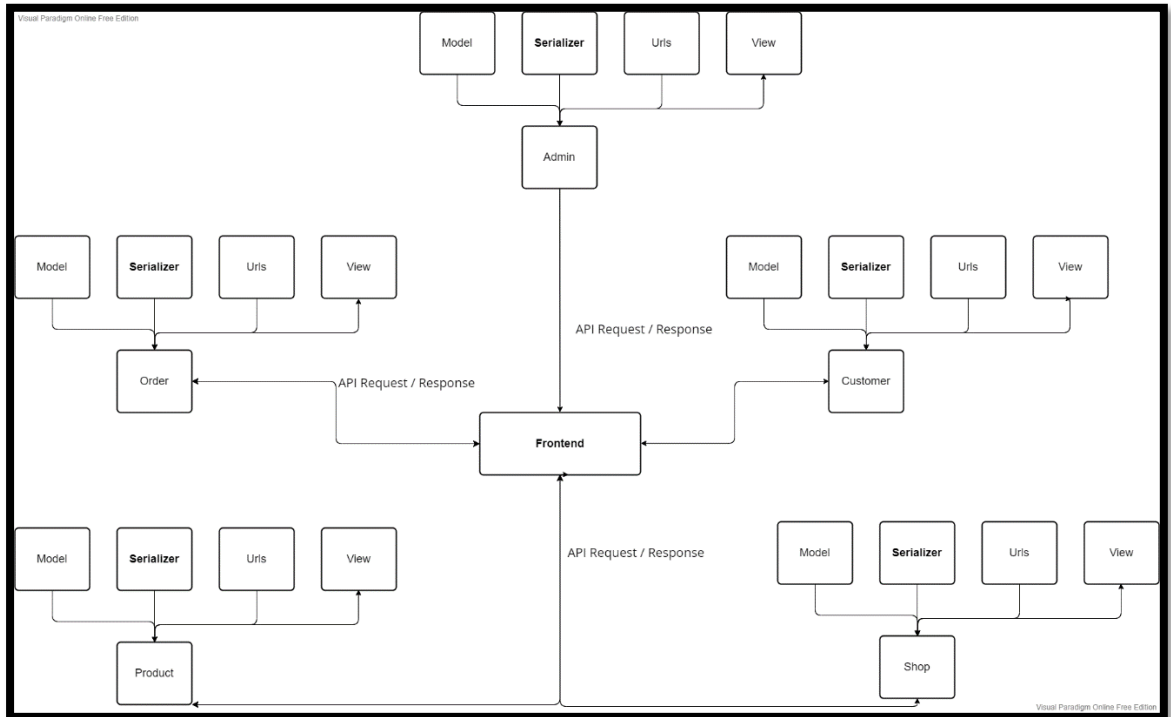 Visual Paradigm Online Free Edition
Model
Serializer
Urls
View
Admin
Model
Serializer
Urls
View
Model
Serializer
Urls
View
API Request / Response
Order
API Request / Response
Customer
Frontend
Model
Serializer
Urls
View
API Request / Response
Model
Serializer
Urls
View
Product
Shop
Visual Paradigm Online Free Edition